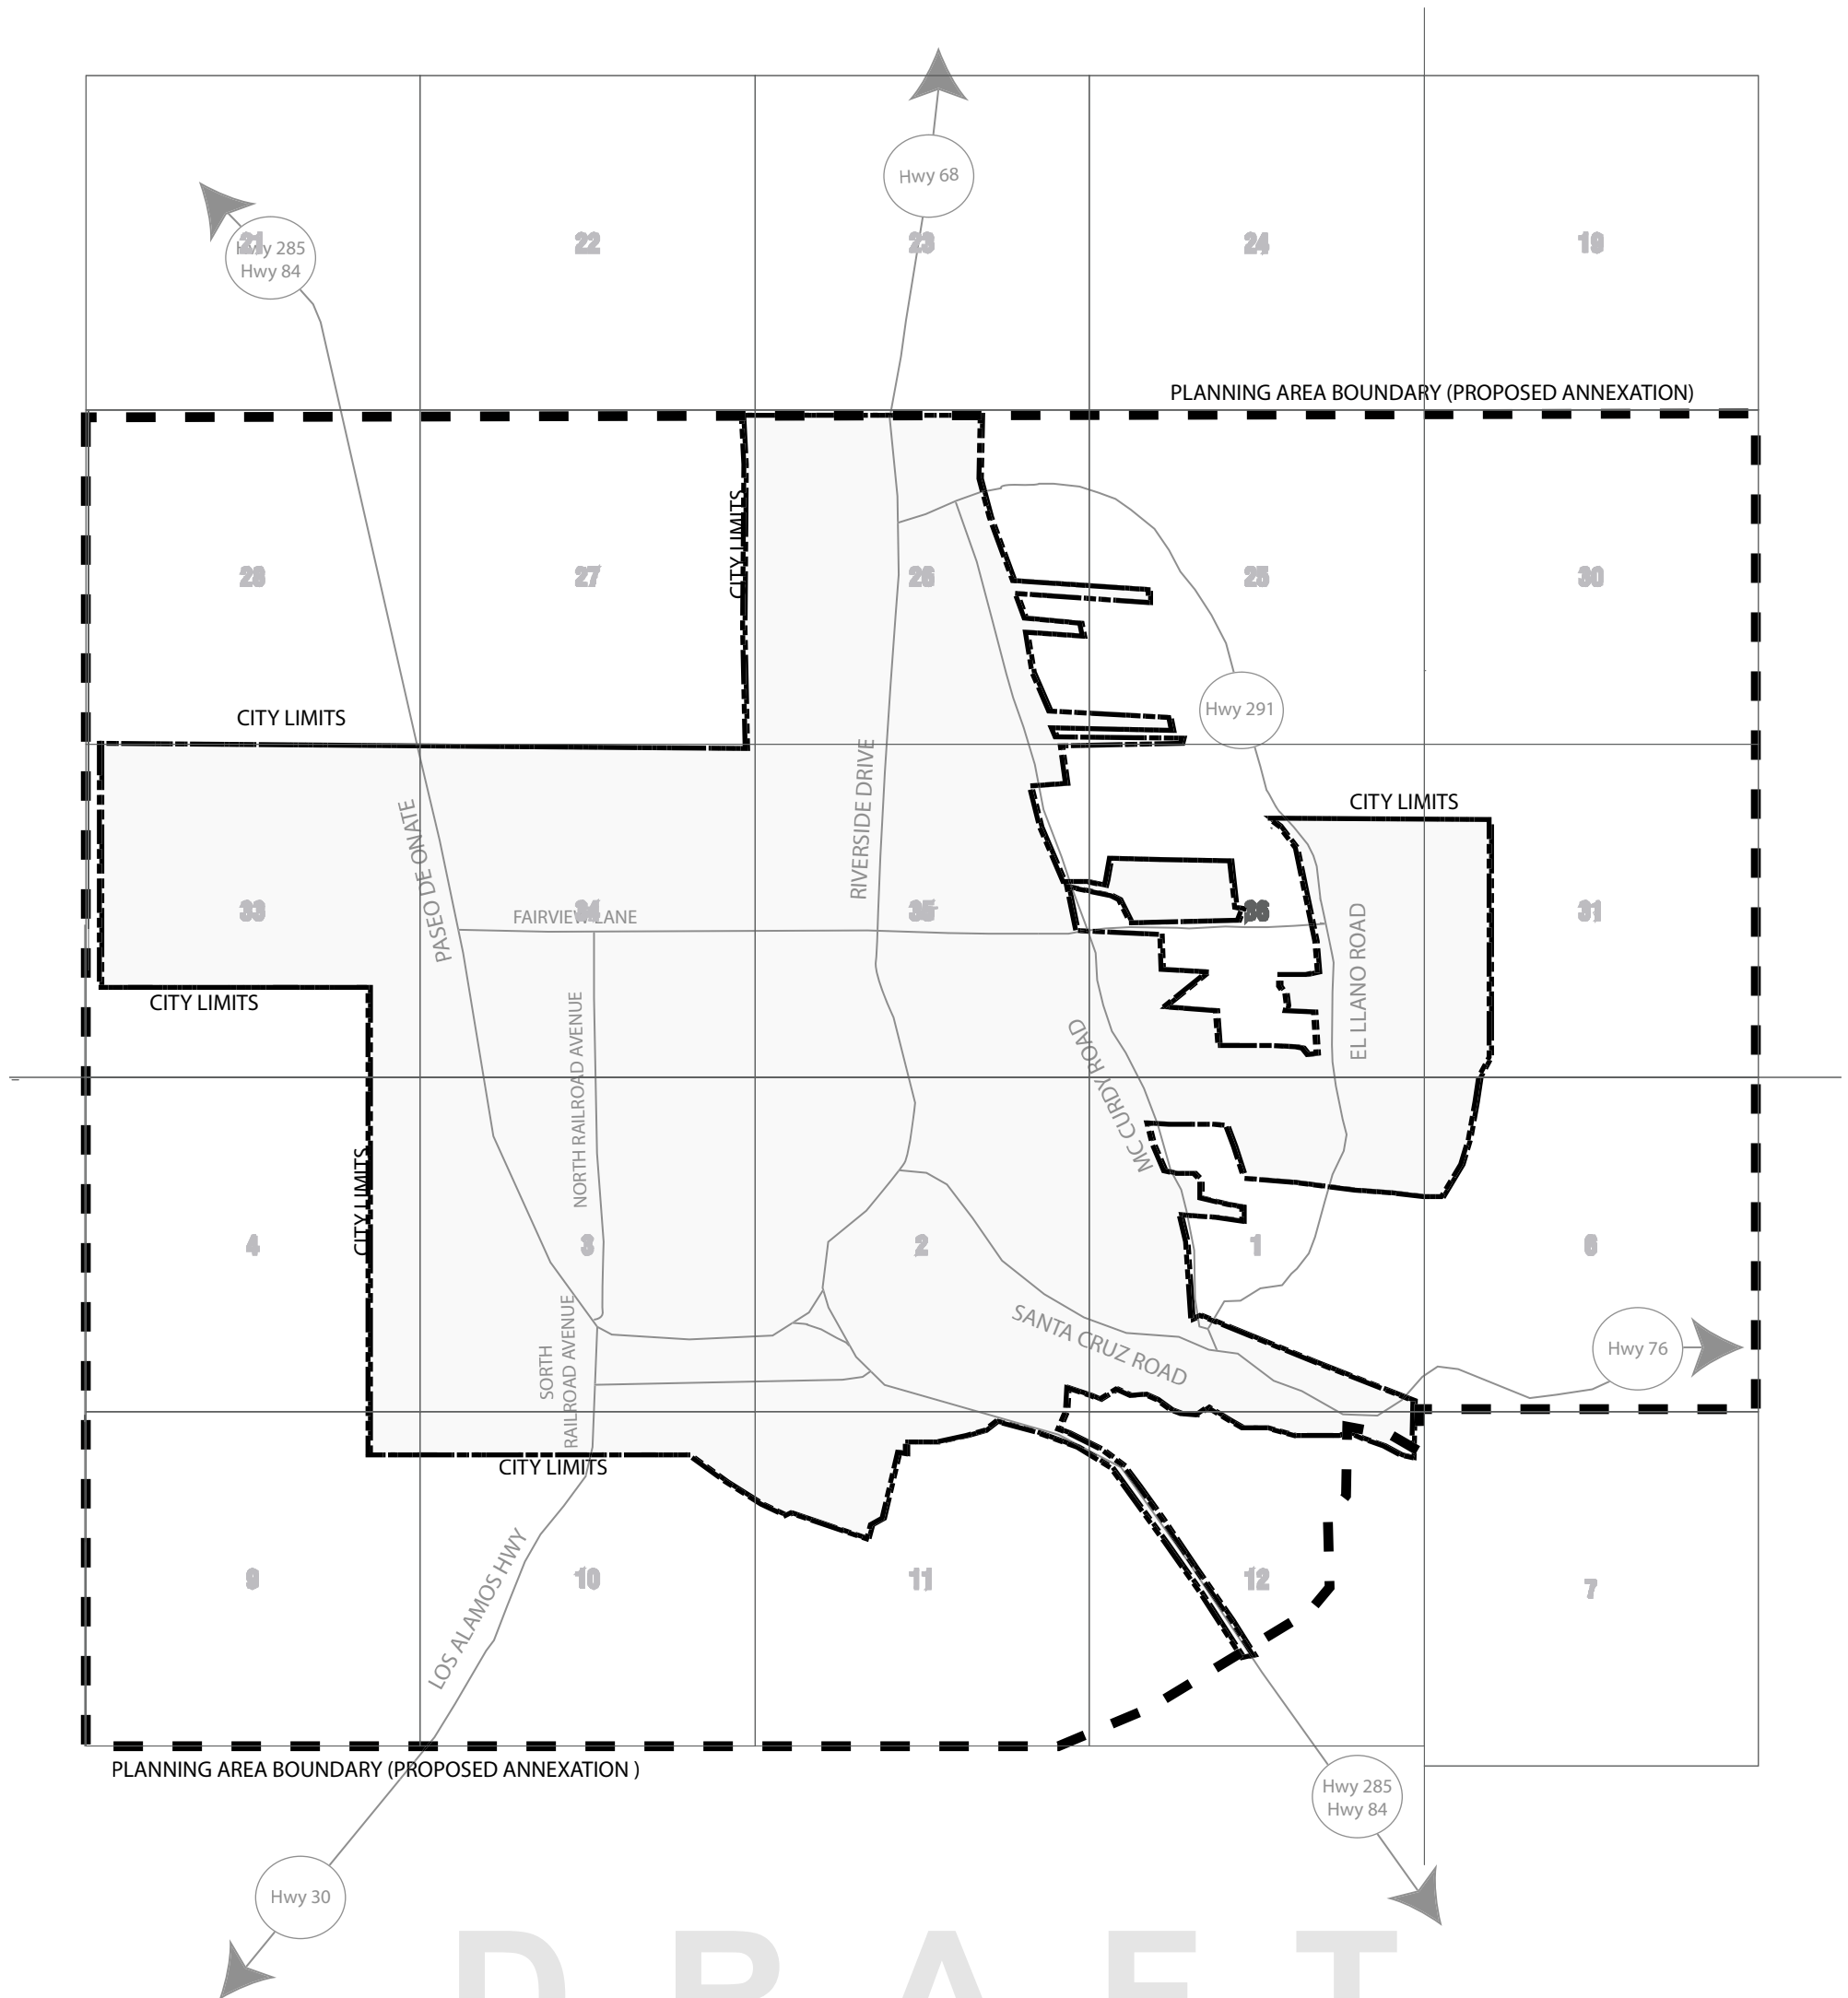 Hwy 68
21
Hwy 285
Hwy 84
22
23
24
19
PLANNING AREA BOUNDARY (PROPOSED ANNEXATION)
CITY LIMITS
28
27
26
25
30
CITY LIMITS
Hwy 291
CITY LIMITS
PASEO DE ONATE
RIVERSIDE DRIVE
33
FAIRVIEW LANE
34
35
36
31
EL LLANO ROAD
CITY LIMITS
NORTH RAILROAD AVENUE
MC CURDY ROAD
CITY LIMITS
4
3
2
1
6
SORTH
RAILROAD AVENUE
SANTA CRUZ ROAD
Hwy 76
CITY LIMITS
9
10
11
12
7
LOS ALAMOS HWY
PLANNING AREA BOUNDARY (PROPOSED ANNEXATION )
Hwy 285
Hwy 84
Hwy 30
DRAFT